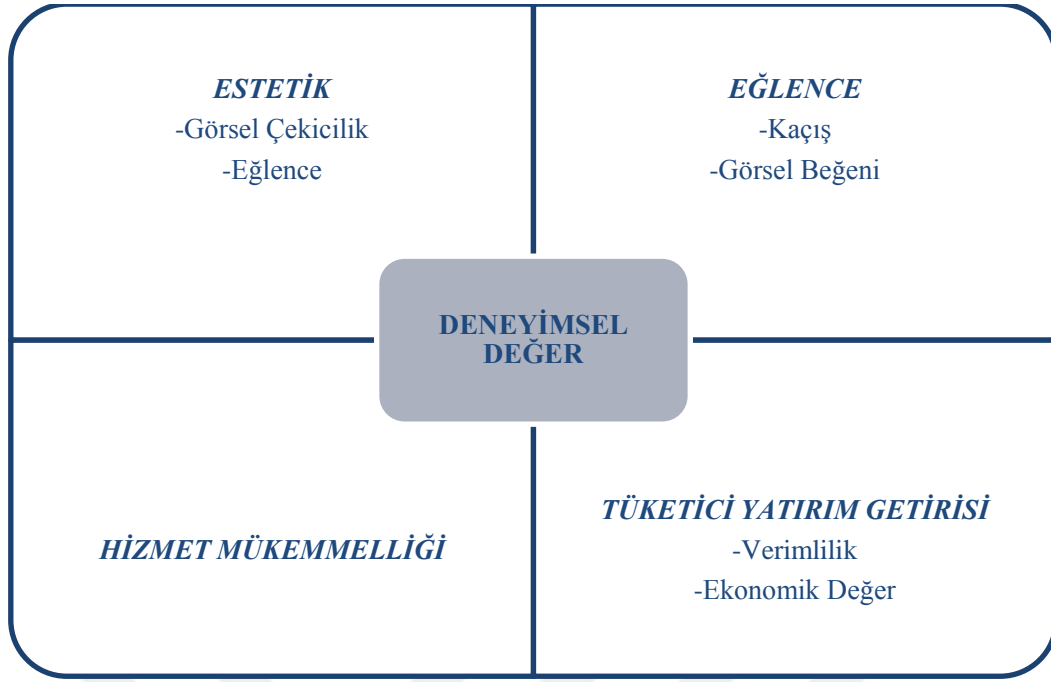 ESTETİK
-Görsel Çekicilik
-Eğlence
EĞLENCE
-Kaçış
-Görsel Beğeni
DENEYİMSEL
DEĞER
HİZMET MÜKEMMELLİĞİ
TÜKETİCİ YATIRIM GETİRİSİ
-Verimlilik
-Ekonomik Değer